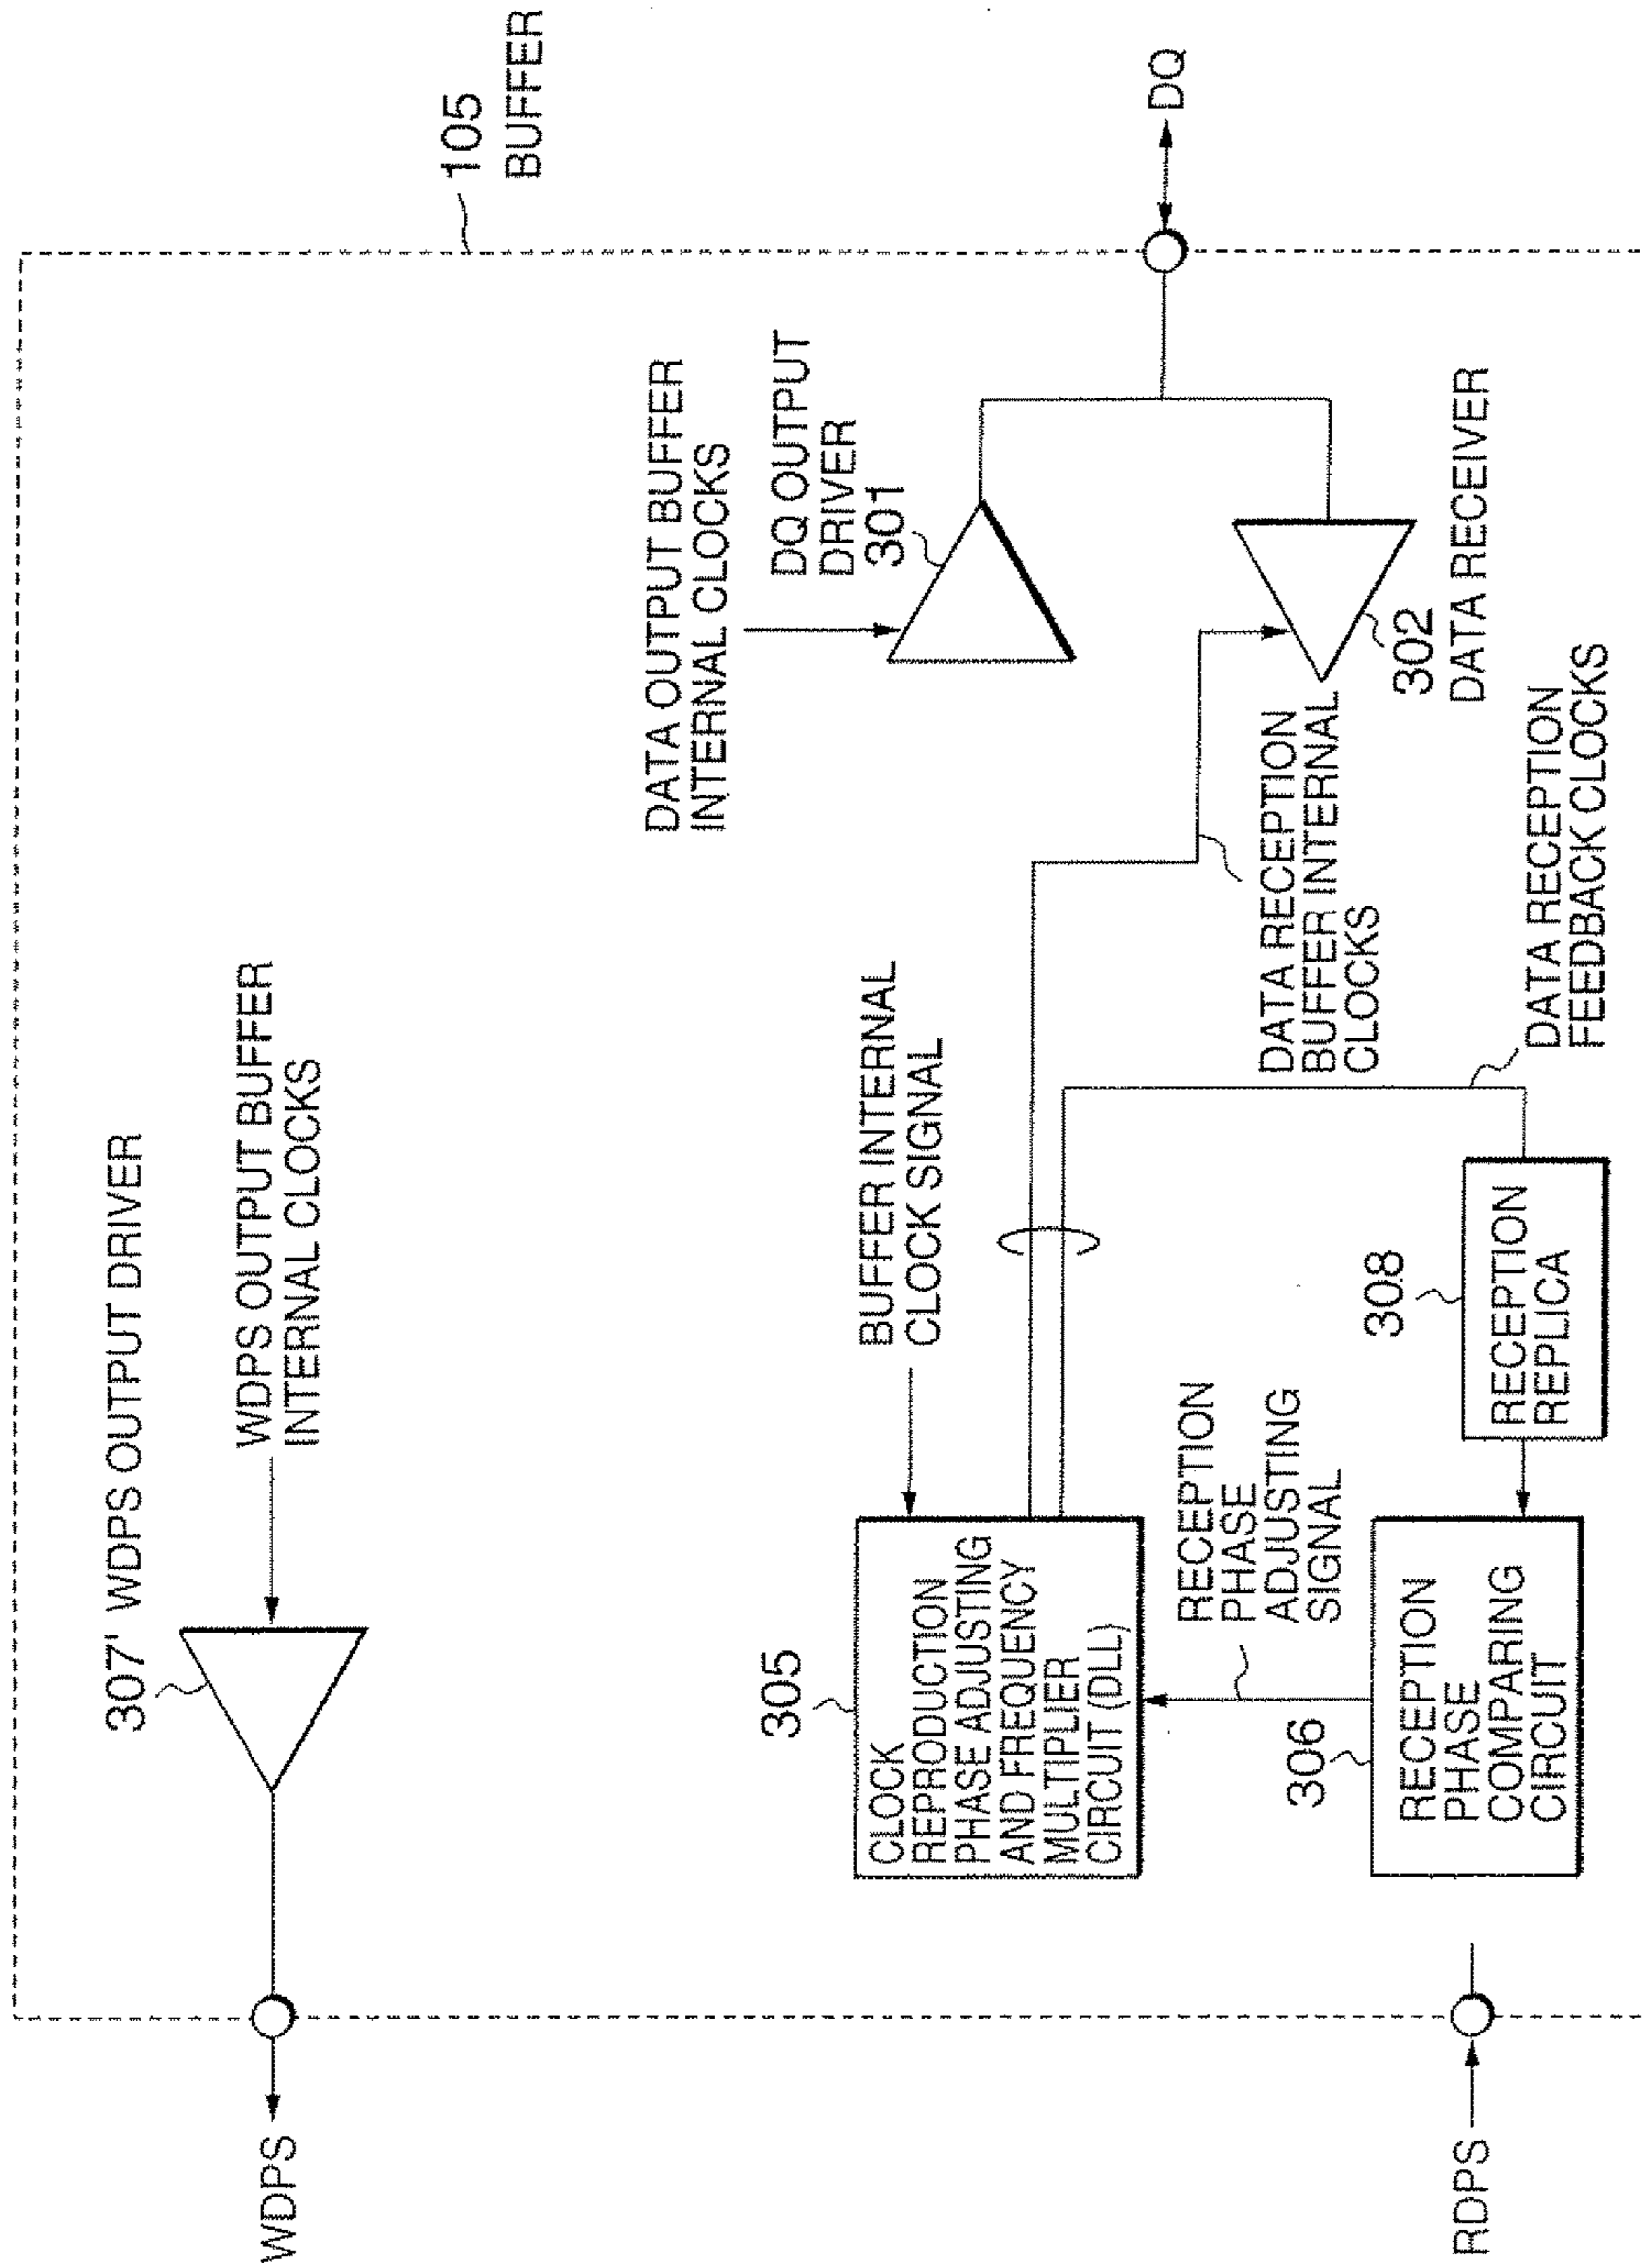 105
BUFFER
DQ
DATA OUTPUT BUFFER
INTERNAL CLOCKS
DQ OUTPUT
DRIVER
301
302
DATA RECEIVER
DATA RECEPTION
BUFFER INTERNAL
CLOCKS
DATA RECEPTION
FEEDBACK CLOCKS
307' WDPS OUTPUT DRIVER
WDPS OUTPUT BUFFER
INTERNAL CLOCKS
BUFFER INTERNAL
CLOCK SIGNAL
308
RECEPTION
REPLICA
RECEPTION
PHASE
ADJUSTING
SIGNAL
305
CLOCK
REPRODUCTION
PHASE ADJUSTING
AND FREQUENCY
MULTIPLIER
CIRCUIT (DLL)
306
RECEPTION
PHASE
COMPARING
CIRCUIT
WDPS
RDPS